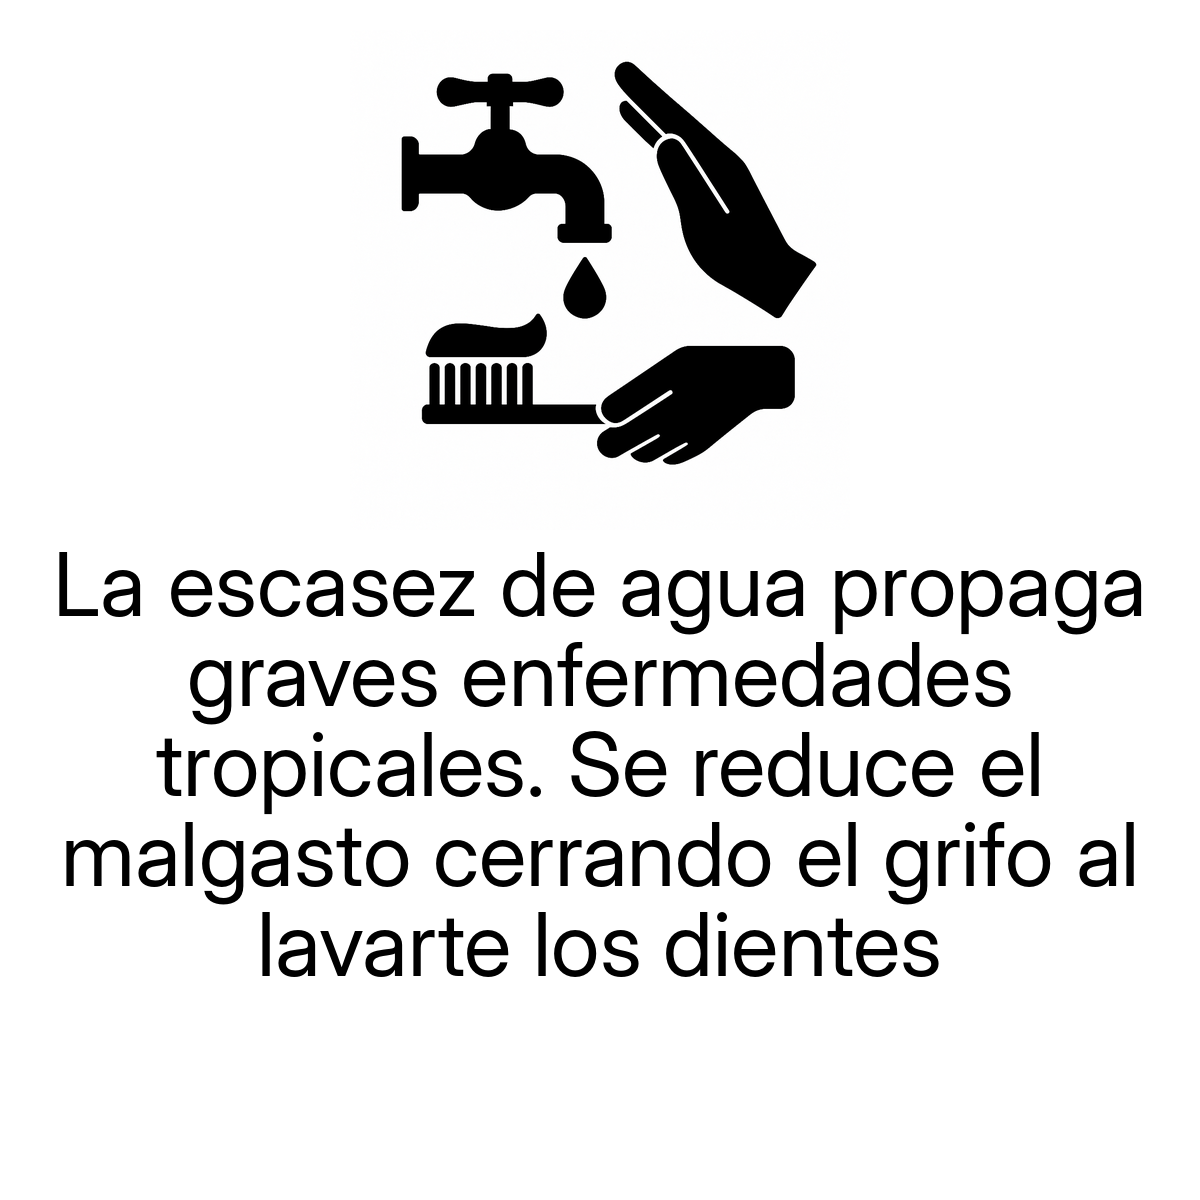 La escasez de agua propaga
graves enfermedades
tropicales. Se reduce el
malgasto cerrando el grifo al
lavarte los dientes